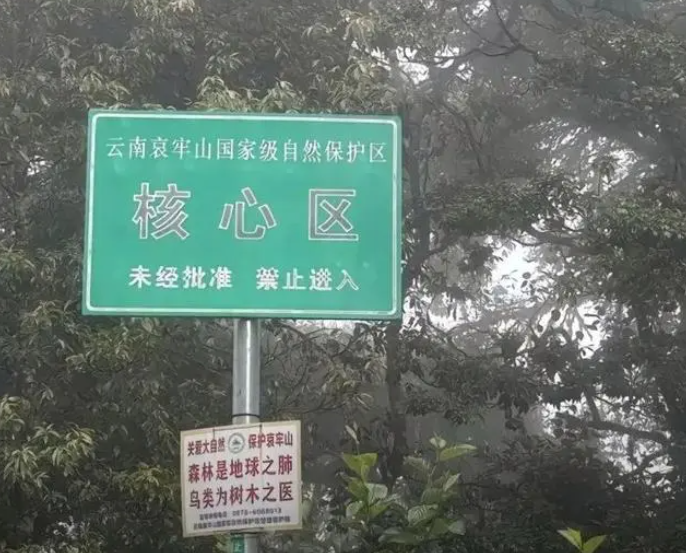 云南哀牢山国家级自然保护区
核心区
未经批准 禁止进入
关爱大自然 保护哀牢山
森林是地球之肺
鸟类为树木之医